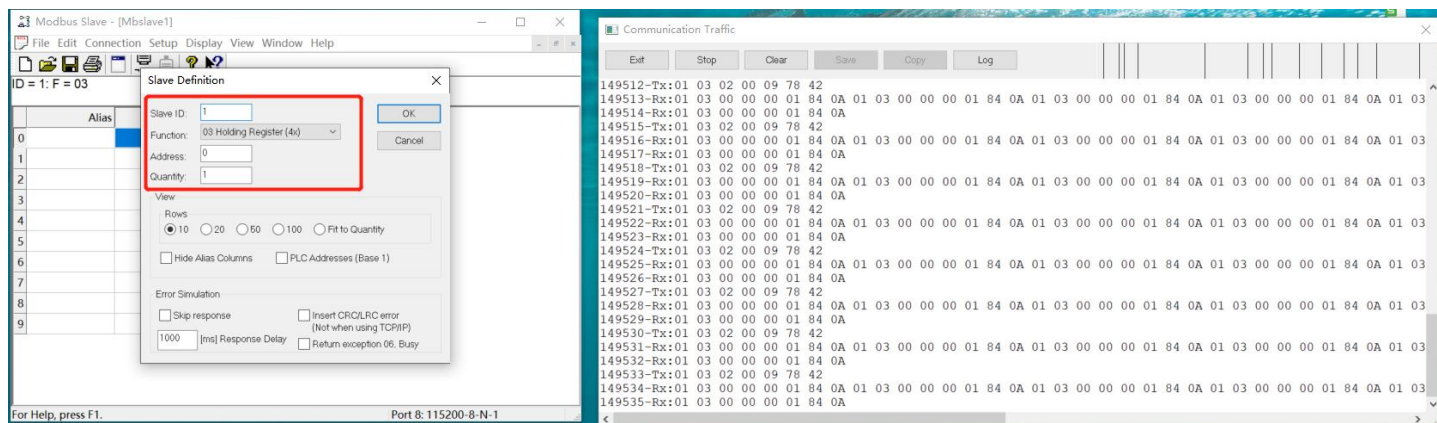 Modbus Slave - [Mbslave1]
File Edit Connection Setup Display View Window Help
ID = 1: F = 03
Alias
0
1
2
3
4
5
6
7
8
9
Slave Definition
Slave ID: 1
OK
Function: 03 Holding Register (4x)
Cancel
Address: 0
Quantity: 1
View
Rows
10 20 50 100 Fit to Quantity
Hide Alias Columns PLC Addresses (Base 1)
Error Simulation
Skip response Insert CRC/LRC error
(Not when using TCP/IP)
1000 [ms] Response Delay Return exception 06, Busy
For Help, press F1. Port 8: 115200-8-N-1
Communication Traffic
Exit Stop Clear Save Copy Log
149512-Tx:01 03 02 00 09 78 42
149513-Rx:01 03 00 00 00 01 84 0A 01 03 00 00 00 01 84 0A 01 03 00 00 00 01 84 0A 01 03 00 00 00 01 84 0A 01 03
149514-Rx:01 03 00 00 00 01 84 0A
149515-Tx:01 03 02 00 09 78 42
149516-Rx:01 03 00 00 00 01 84 0A 01 03 00 00 00 01 84 0A 01 03 00 00 00 01 84 0A 01 03 00 00 00 01 84 0A 01 03
149517-Rx:01 03 00 00 00 01 84 0A
149518-Tx:01 03 02 00 09 78 42
149519-Rx:01 03 00 00 00 01 84 0A 01 03 00 00 00 01 84 0A 01 03 00 00 00 01 84 0A 01 03 00 00 00 01 84 0A 01 03
149520-Rx:01 03 00 00 00 01 84 0A
149521-Tx:01 03 02 00 09 78 42
149522-Rx:01 03 00 00 00 01 84 0A 01 03 00 00 00 01 84 0A 01 03 00 00 00 01 84 0A 01 03 00 00 00 01 84 0A 01 03
149523-Rx:01 03 00 00 00 01 84 0A
149524-Tx:01 03 02 00 09 78 42
149525-Rx:01 03 00 00 00 01 84 0A 01 03 00 00 00 01 84 0A 01 03 00 00 00 01 84 0A 01 03 00 00 00 01 84 0A 01 03
149526-Rx:01 03 00 00 00 01 84 0A
149527-Tx:01 03 02 00 09 78 42
149528-Rx:01 03 00 00 00 01 84 0A 01 03 00 00 00 01 84 0A 01 03 00 00 00 01 84 0A 01 03 00 00 00 01 84 0A 01 03
149529-Rx:01 03 00 00 00 01 84 0A
149530-Tx:01 03 02 00 09 78 42
149531-Rx:01 03 00 00 00 01 84 0A 01 03 00 00 00 01 84 0A 01 03 00 00 00 01 84 0A 01 03 00 00 00 01 84 0A 01 03
149532-Rx:01 03 00 00 00 01 84 0A
149533-Tx:01 03 02 00 09 78 42
149534-Rx:01 03 00 00 00 01 84 0A 01 03 00 00 00 01 84 0A 01 03 00 00 00 01 84 0A 01 03 00 00 00 01 84 0A 01 03
149535-Rx:01 03 00 00 00 01 84 0A